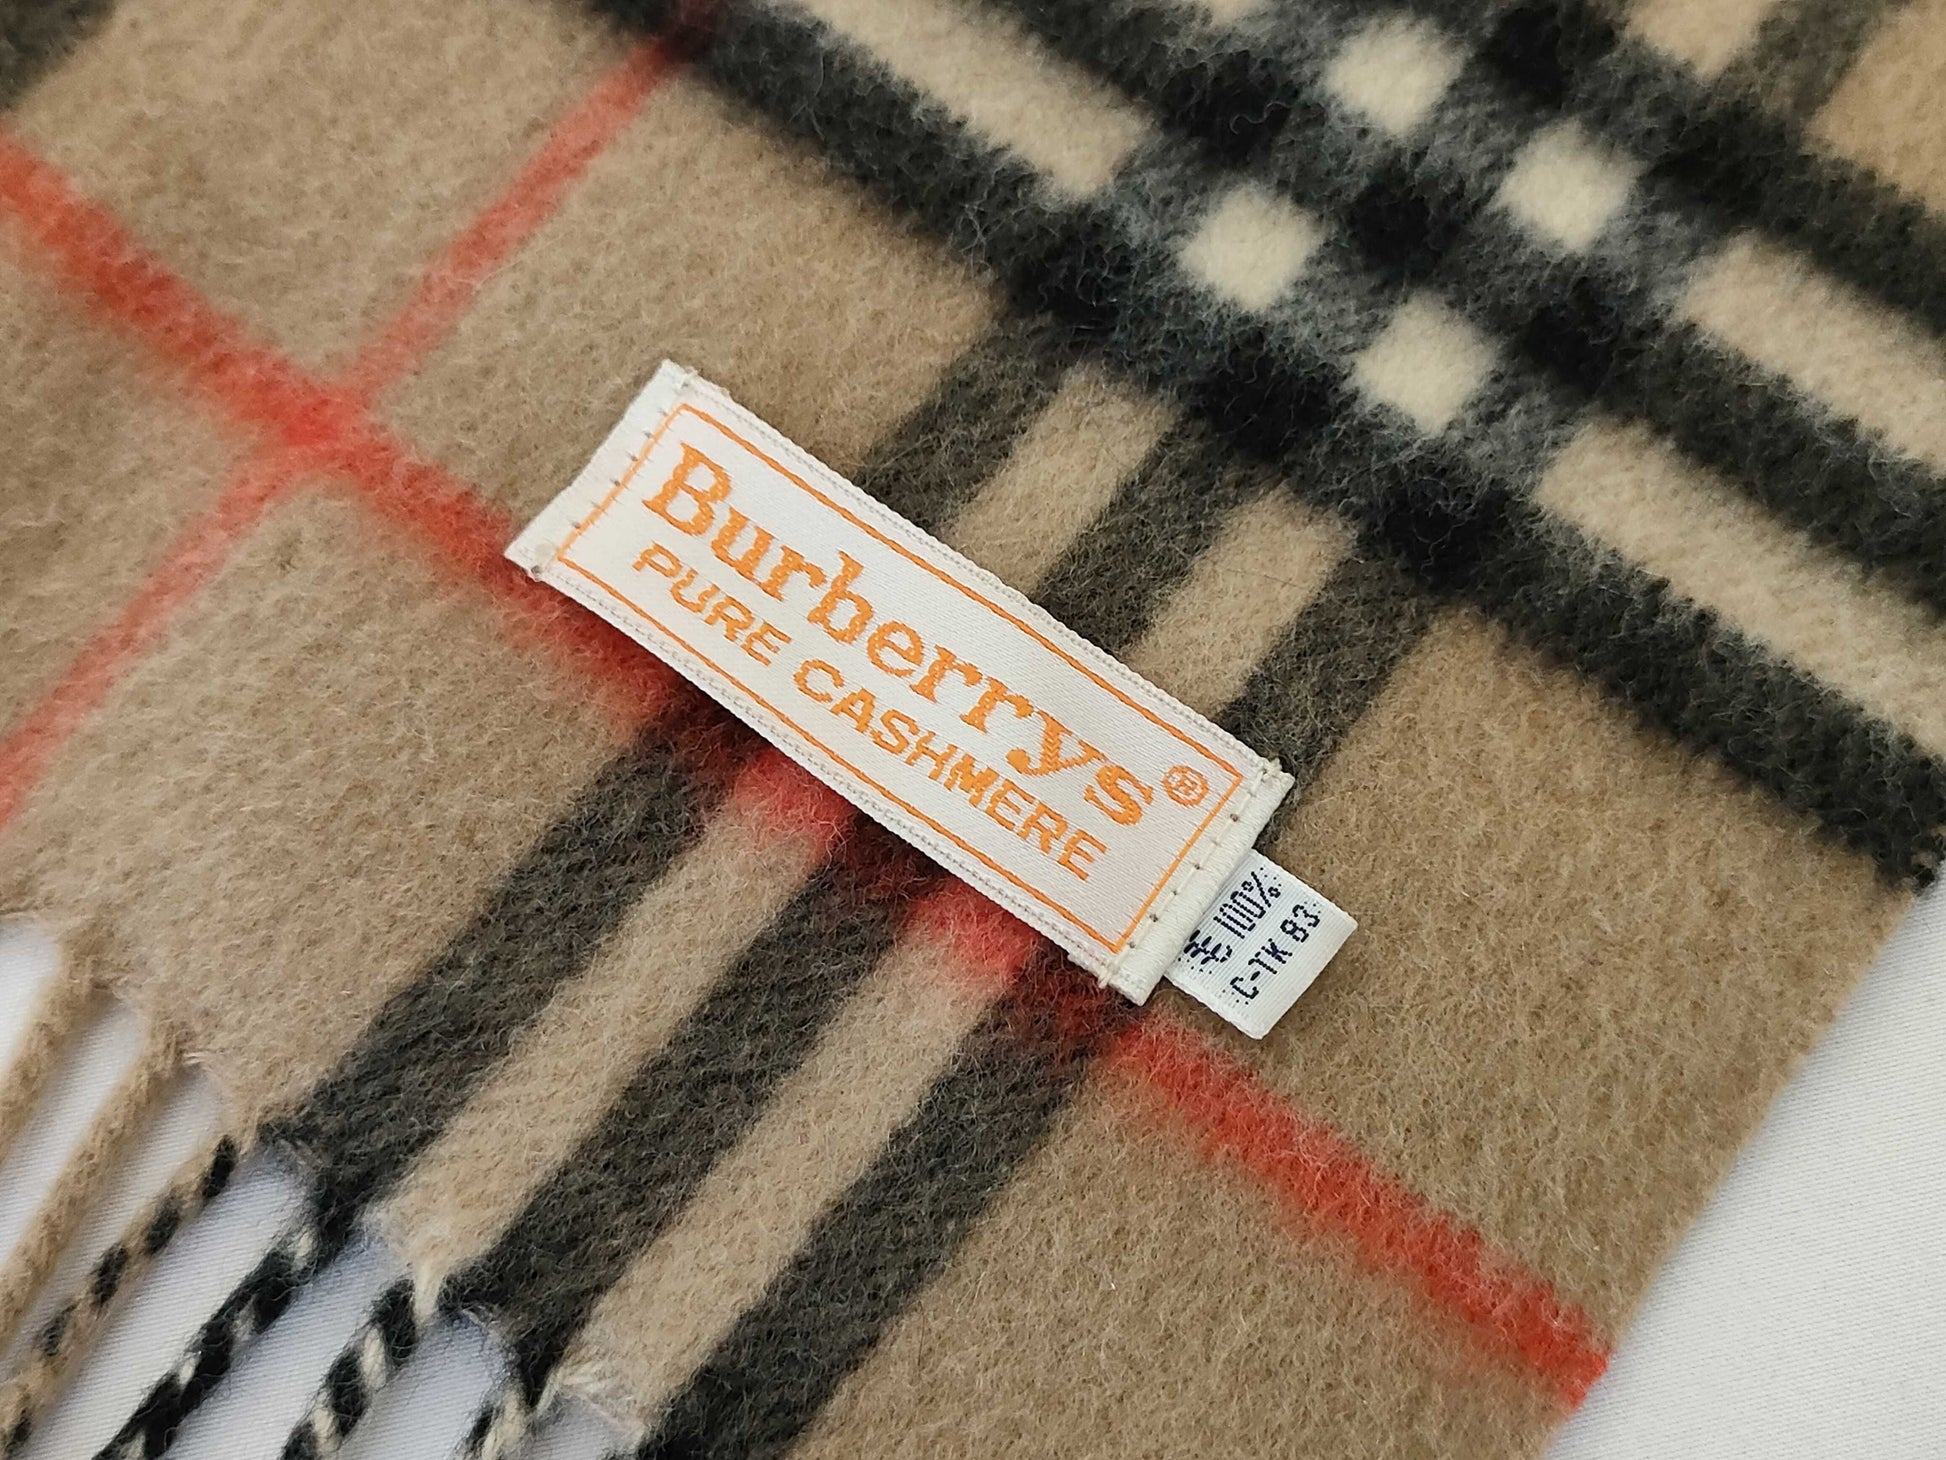 Burberrys®
PURE CASHMERE
毛 100%
C-TK 83